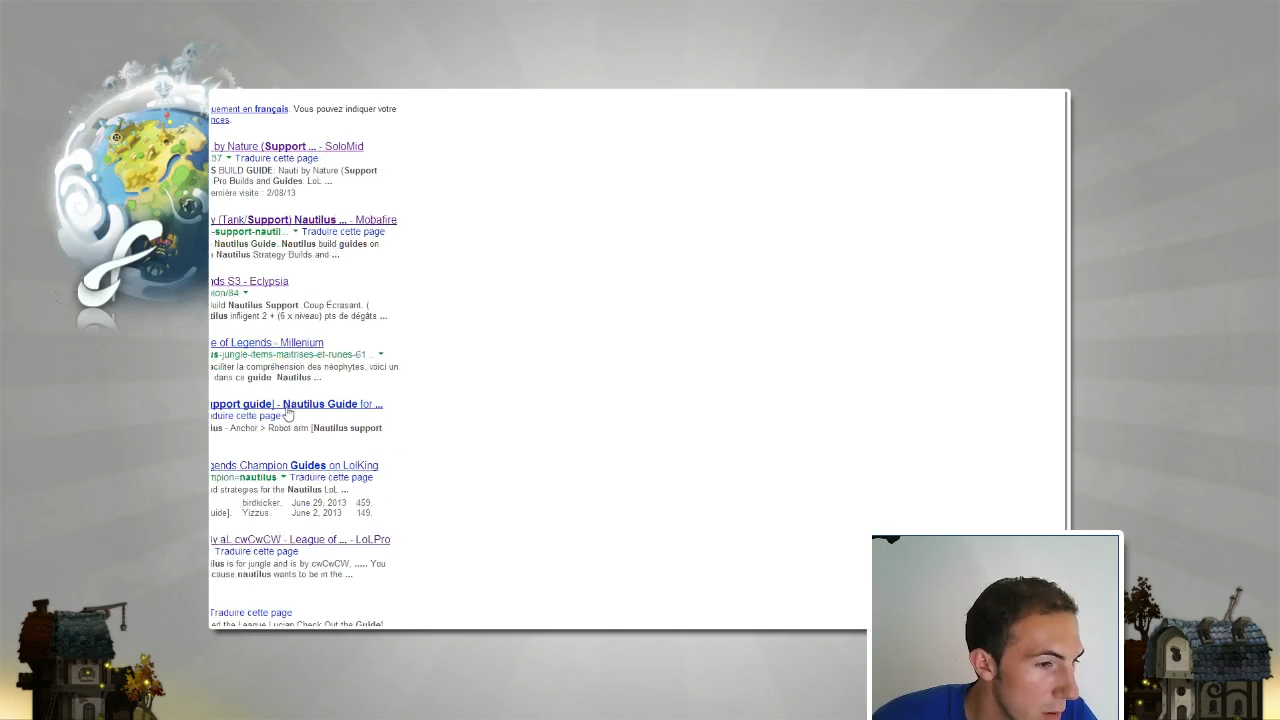 uement en français. Vous pouvez indiquer votre
nces.
by Nature (Support ... - SoloMid
37 Traduire cette page
S BUILD GUIDE: Nauti by Nature (Support
Pro Builds and Guides. LoL ...
ernière visite : 2/08/13
y (Tank/Support) Nautilus ... - Mobafire
-support-nautil... Traduire cette page
Nautilus Guide. Nautilus build guides on
Nautilus Strategy Builds and ...
nds S3 - Eclypsia
ion/84
uild Nautilus Support. Coup Écrasant. (
tilus infligent 2 + (6 x niveau) pts de dégâts ...
e of Legends - Millenium
us-jungle-items-maitrises-et-runes-61...
aciliter la compréhension des néophytes, voici un
dans ce guide Nautilus ...
upport guide] - Nautilus Guide for ...
duire cette page
lus - Anchor > Robot arm [Nautilus support
gends Champion Guides on LolKing
mpion=nautilus Traduire cette page
nd strategies for the Nautilus LoL ...
birdkicker. June 29, 2013 459.
uide]. Yizzus. June 2, 2013 149.
y aL cwCwCW - League of ... - LoLPro
Traduire cette page
ilus is for jungle and is by cwCwCW, ..... You
cause nautilus wants to be in the ...
Traduire cette page
ed the League Lucian Check Out the Guide!